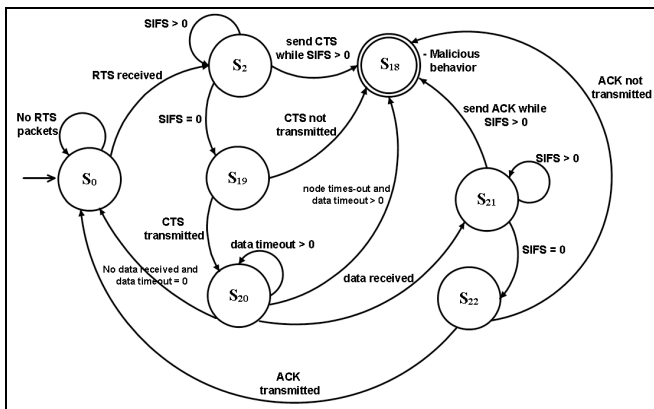 SIFS > 0
send CTS
while SIFS > 0
- Malicious
behavior
S2
S18
RTS received
ACK not
transmitted
No RTS
packets
SIFS = 0
CTS not
transmitted
send ACK while
SIFS > 0
S0
S19
SIFS > 0
node times-out and
data timeout > 0
S21
CTS
transmitted
data timeout > 0
SIFS = 0
No data received and
data timeout = 0
data received
S20
S22
ACK
transmitted